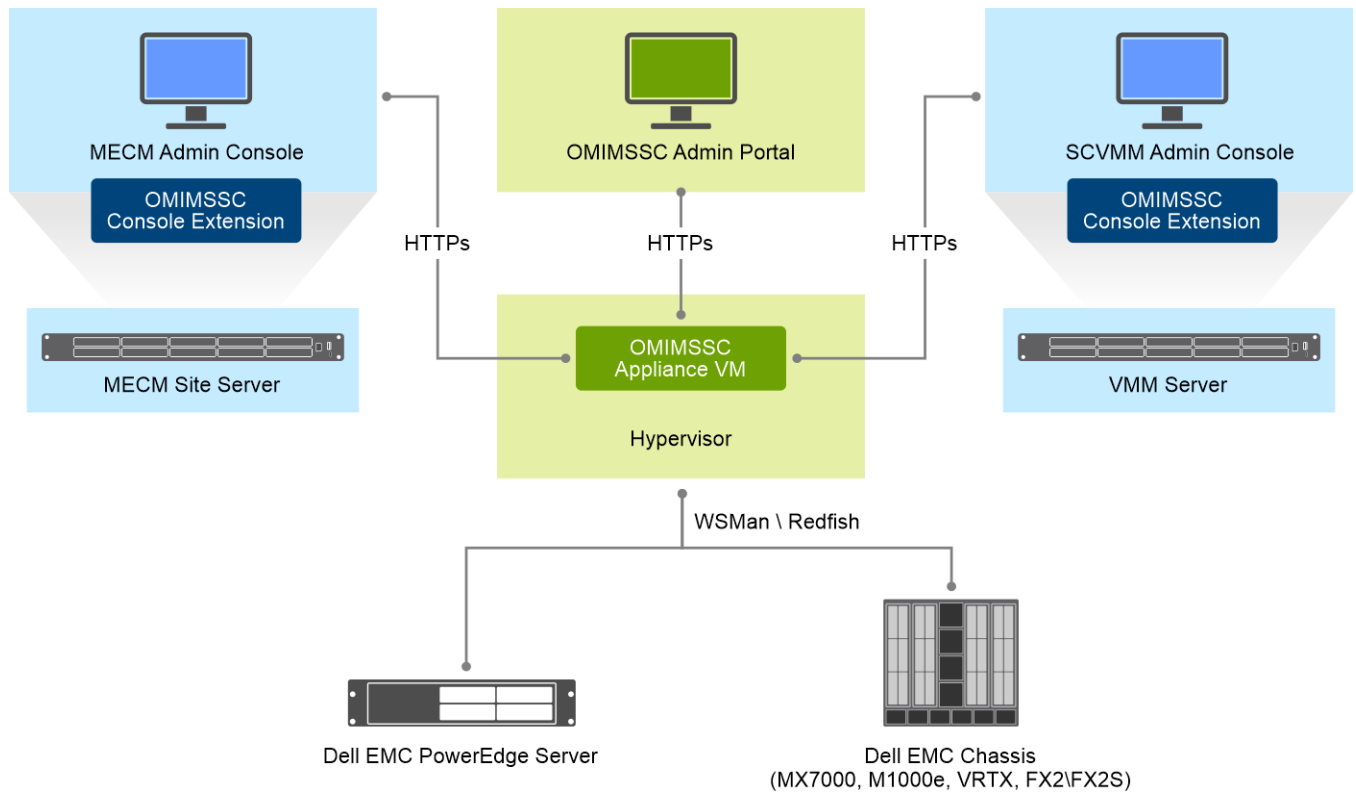 MECM Admin Console
OMIMSSC
Console Extension
OMIMSSC Admin Portal
SCVMM Admin Console
OMIMSSC
Console Extension
HTTPs
HTTPs
HTTPs
MECM Site Server
OMIMSSC
Appliance VM
Hypervisor
VMM Server
WSMan \ Redfish
Dell EMC PowerEdge Server
Dell EMC Chassis
(MX7000, M1000e, VRTX, FX2\FX2S)